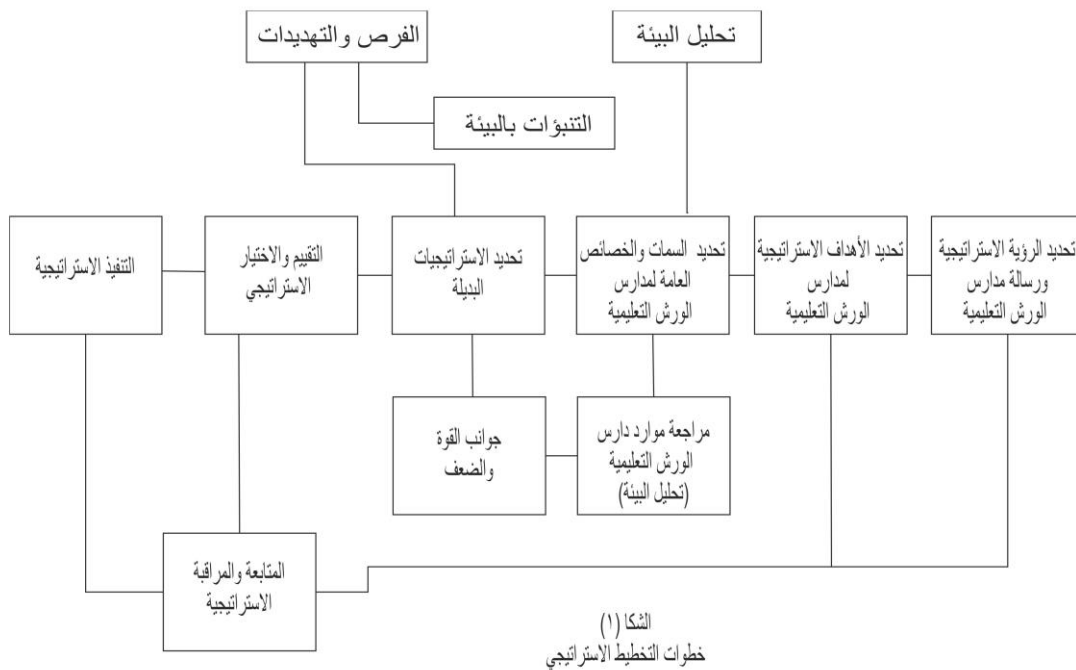 تحليل البيئة
الفرص والتهديدات
التنبؤات بالبيئة
تحديد الرؤية الاستراتيجية
ورسالة مدارس
الورش التعليمية
تحديد الأهداف الاستراتيجية
لمدارس
الورش التعليمية
تحديد السمات والخصائص
العامة لمدارس
الورش التعليمية
تحديد الاستراتيجيات
البديلة
التقييم والاختيار
الاستراتيجي
التنفيذ الاستراتيجية
مراجعة موارد دارس
الورش التعليمية
(تحليل البيئة)
جوانب القوة
والضعف
المتابعة والمراقبة
الاستراتيجية
الشكا (١)
خطوات التخطيط الاستراتيجي